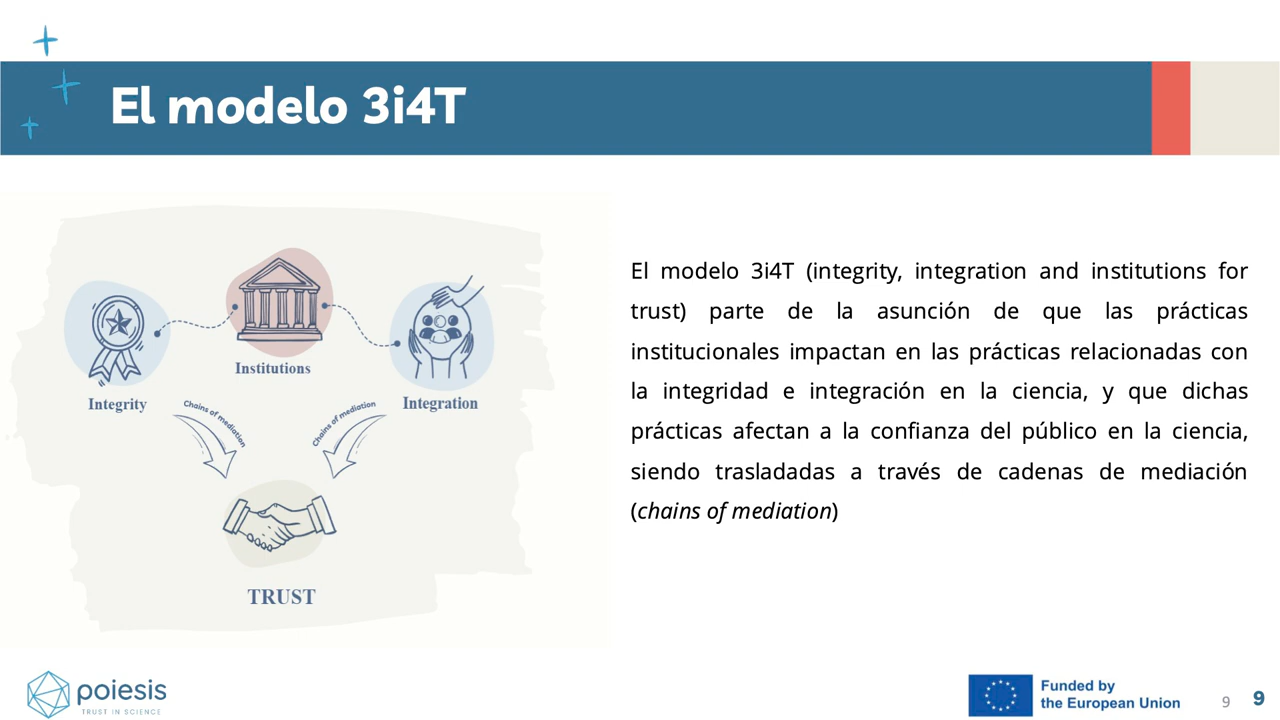 El modelo 3i4T
Institutions
Integrity
Integration
Chains of mediation
Chains of mediation
TRUST
El modelo 3i4T (integrity, integration and institutions for
trust) parte de la asunción de que las prácticas
institucionales impactan en las prácticas relacionadas con
la integridad e integración en la ciencia, y que dichas
prácticas afectan a la confianza del público en la ciencia,
siendo trasladadas a través de cadenas de mediación
(chains of mediation)
poiesis
TRUST IN SCIENCE
Funded by
the European Union
9
9